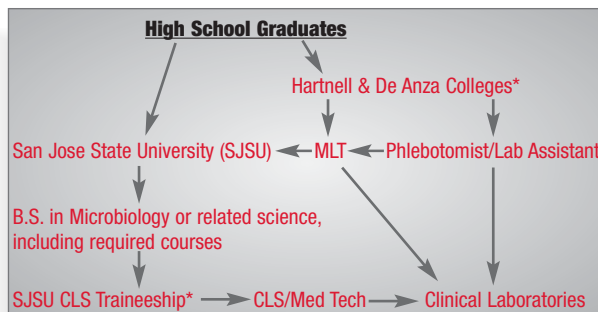 High School Graduates
Hartnell & De Anza Colleges*
San Jose State University (SJSU)
MLT
Phlebotomist/Lab Assistant
B.S. in Microbiology or related science,
including required courses
SJSU CLS Traineeship*
CLS/Med Tech
Clinical Laboratories